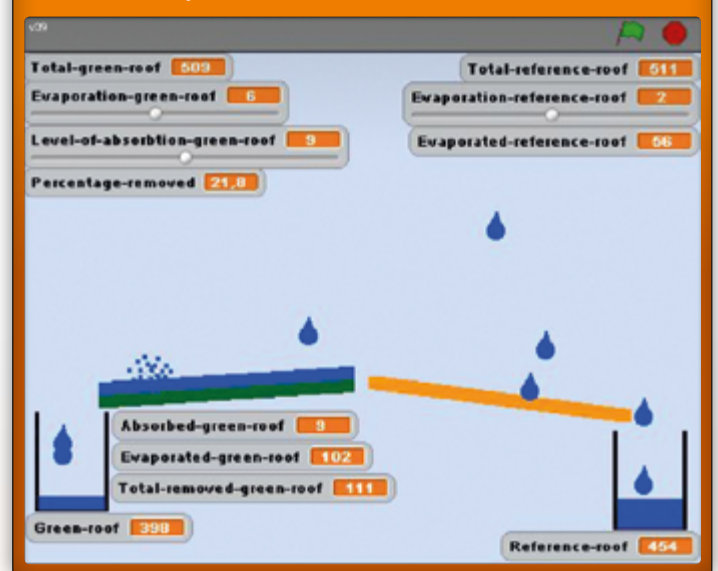 v39
Total-green-roof 509
Total-reference-roof 511
Evaporation-green-roof 6
Evaporation-reference-roof 2
Level-of-absorbtion-green-roof 9
Evaporated-reference-roof 56
Percentage-removed 21,8
Absorbed-green-roof 9
Evaporated-green-roof 102
Total-removed-green-roof 111
Green-roof 398
Reference-roof 454